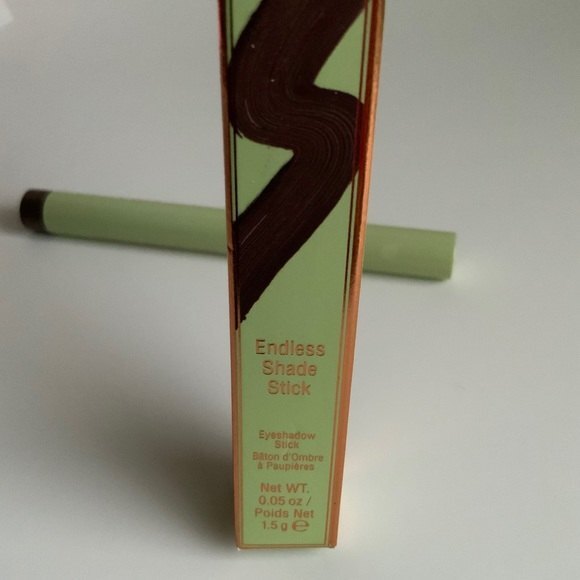 Endless
Shade
Stick
Eyeshadow
Stick
Bâton d'Ombre
à Paupières
Net WT.
0.05 oz /
Poids Net
1.5 g ℮